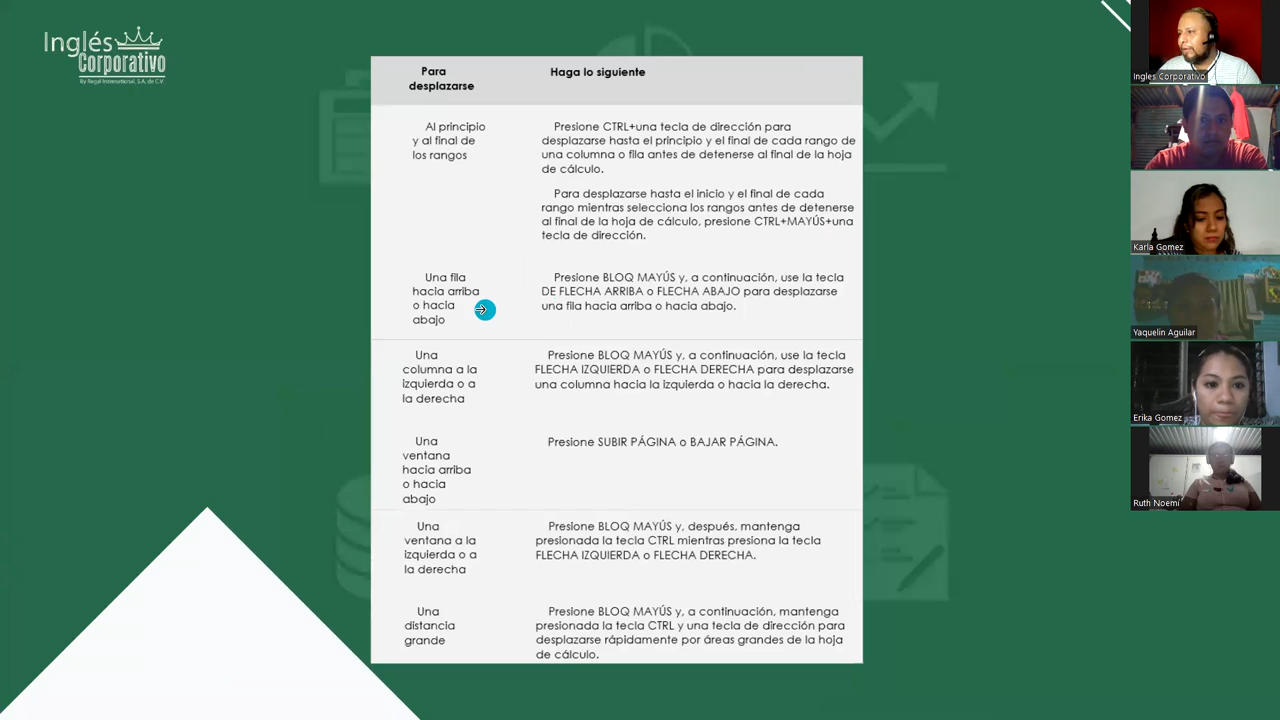 Inglés
Corporativo
By Regal International, S.A. de C.V.
Para
desplazarse
Haga lo siguiente
Al principio
y al final de
los rangos
Presione CTRL+una tecla de dirección para
desplazarse hasta el principio y el final de cada rango de
una columna o fila antes de detenerse al final de la hoja
de cálculo.
Para desplazarse hasta el inicio y el final de cada
rango mientras selecciona los rangos antes de detenerse
al final de la hoja de cálculo, presione CTRL+MAYÚS+una
tecla de dirección.
Una fila
hacia arriba
o hacia
abajo
Presione BLOQ MAYÚS y, a continuación, use la tecla
DE FLECHA ARRIBA o FLECHA ABAJO para desplazarse
una fila hacia arriba o hacia abajo.
Una
columna a la
izquierda o a
la derecha
Presione BLOQ MAYÚS y, a continuación, use la tecla
FLECHA IZQUIERDA o FLECHA DERECHA para desplazarse
una columna hacia la izquierda o hacia la derecha.
Una
ventana
hacia arriba
o hacia
abajo
Presione SUBIR PÁGINA o BAJAR PÁGINA.
Una
ventana a la
izquierda o a
la derecha
Presione BLOQ MAYÚS y, después, mantenga
presionada la tecla CTRL mientras presiona la tecla
FLECHA IZQUIERDA o FLECHA DERECHA.
Una
distancia
grande
Presione BLOQ MAYÚS y, a continuación, mantenga
presionada la tecla CTRL y una tecla de dirección para
desplazarse rápidamente por áreas grandes de la hoja
de cálculo.
Ingles Corporativo
Karla Gomez
Yaquelin Aguilar
Erika Gomez
Ruth Noemí